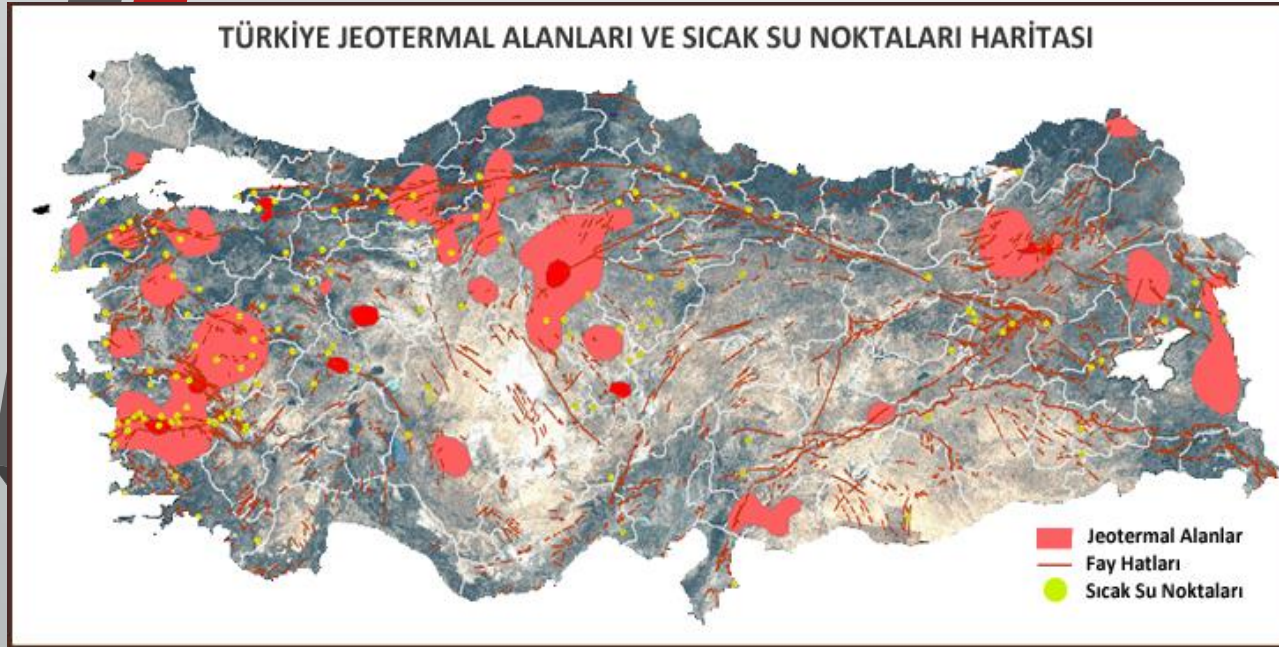 TÜRKİYE JEOTERMAL ALANLARI VE SICAK SU NOKTALARI HARİTASI
Jeotermal Alanlar
Fay Hatları
Sıcak Su Noktaları